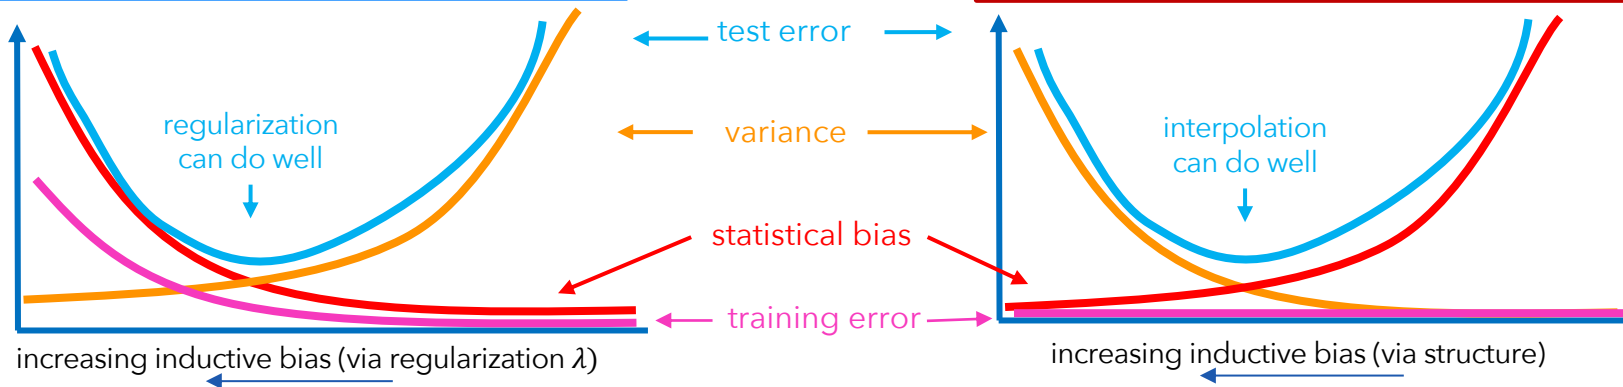 test error
regularization
can do well
variance
interpolation
can do well
statistical bias
training error
increasing inductive bias (via regularization λ)
increasing inductive bias (via structure)